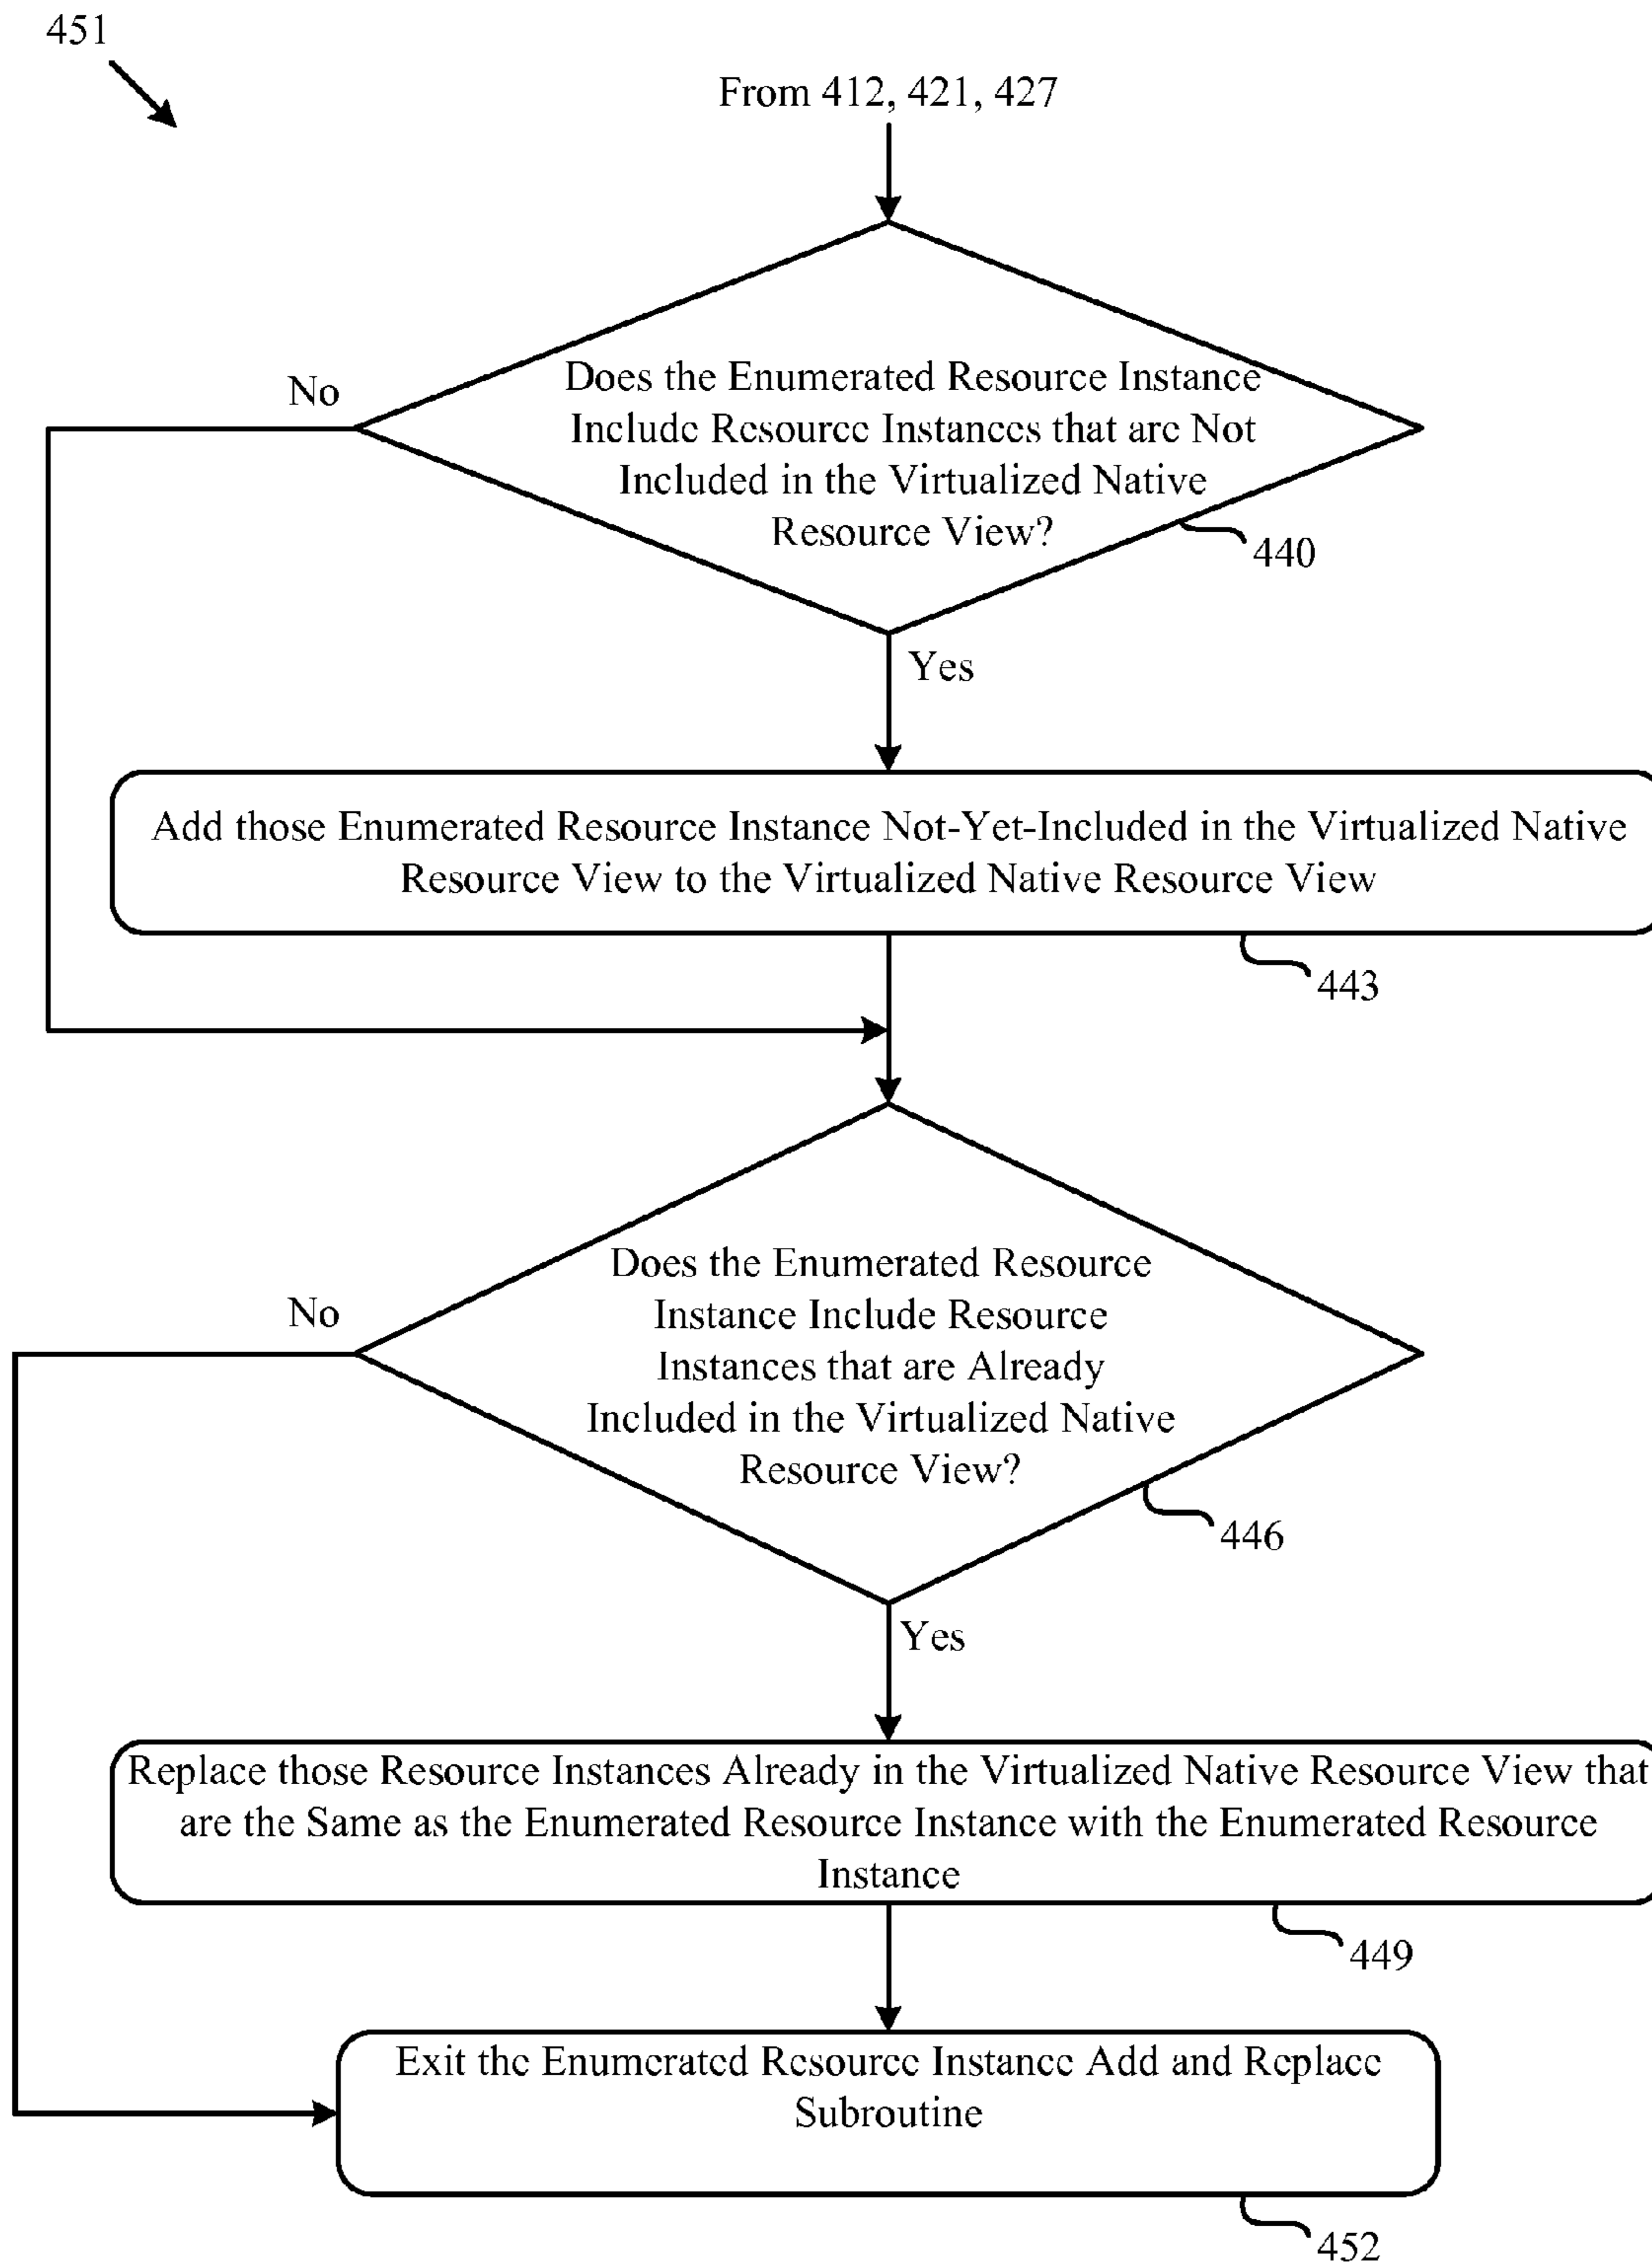 451
From 412, 421, 427
No
Does the Enumerated Resource Instance
Include Resource Instances that are Not
Included in the Virtualized Native
Resource View?
440
Yes
Add those Enumerated Resource Instance Not-Yet-Included in the Virtualized Native
Resource View to the Virtualized Native Resource View
443
No
Does the Enumerated Resource
Instance Include Resource
Instances that are Already
Included in the Virtualized Native
Resource View?
446
Yes
Replace those Resource Instances Already in the Virtualized Native Resource View that
are the Same as the Enumerated Resource Instance with the Enumerated Resource
Instance
449
Exit the Enumerated Resource Instance Add and Replace
Subroutine
452